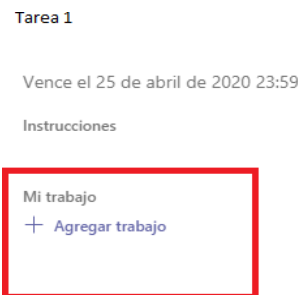 Tarea 1
Vence el 25 de abril de 2020 23:59
Instrucciones
Mi trabajo
+ Agregar trabajo